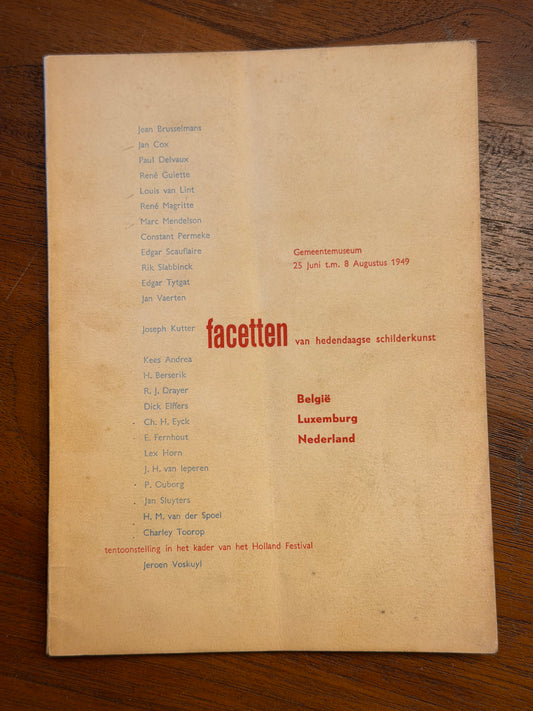 Jean Brusselmans
Jan Cox
Paul Delvaux
René Guiette
Louis van Lint
René Magritte
Marc Mendelson
Constant Permeke
Edgar Scauflaire
Rik Slabbinck
Edgar Tytgat
Jan Vaerten
Gemeentemuseum
25 Juni t.m. 8 Augustus 1949
Joseph Kutter
facetten van hedendaagse schilderkunst
Kees Andrea
H. Berserik
R. J. Drayer
Dick Elffers
Ch. H. Eyck
E. Fernhout
Lex Horn
J. H. van Ieperen
P. Ouborg
Jan Sluyters
H. M. van der Spoel
Charley Toorop
België
Luxemburg
Nederland
tentoonstelling in het kader van het Holland Festival
Jeroen Voskuyl